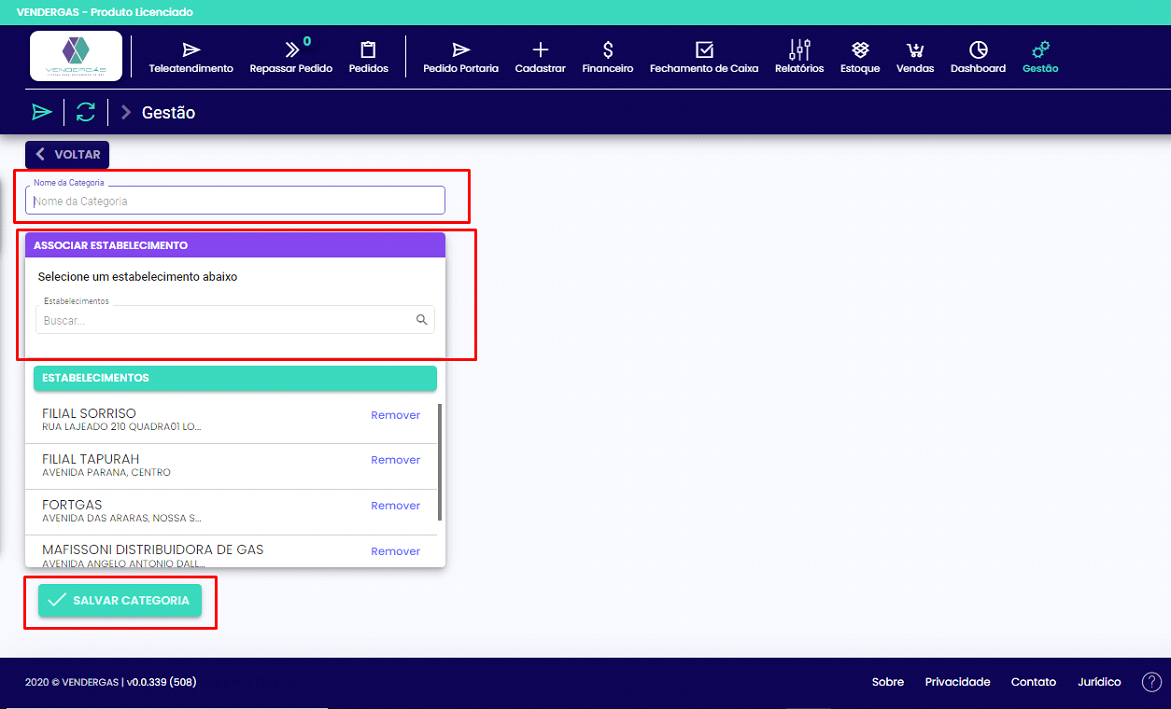 VENDERGAS - Produto Licenciado
VENDERGÁS
Teleatendimento
Repassar Pedido
0
Pedidos
Pedido Portaria
Cadastrar
Financeiro
Fechamento de Caixa
Relatórios
Estoque
Vendas
Dashboard
Gestão
Gestão
VOLTAR
Nome da Categoria
Nome da Categoria
ASSOCIAR ESTABELECIMENTO
Selecione um estabelecimento abaixo
Estabelecimentos
Buscar...
ESTABELECIMENTOS
FILIAL SORRISO
Remover
RUA LAJEADO 210 QUADRA01 LO...
FILIAL TAPURAH
Remover
AVENIDA PARANA, CENTRO
FORTGAS
Remover
AVENIDA DAS ARARAS, NOSSA S...
MAFISSONI DISTRIBUIDORA DE GAS
Remover
AVENIDA ANGELO ANTONIO DALL...
SALVAR CATEGORIA
2020 © VENDERGAS | v0.0.339 (508)
Sobre
Privacidade
Contato
Jurídico
?